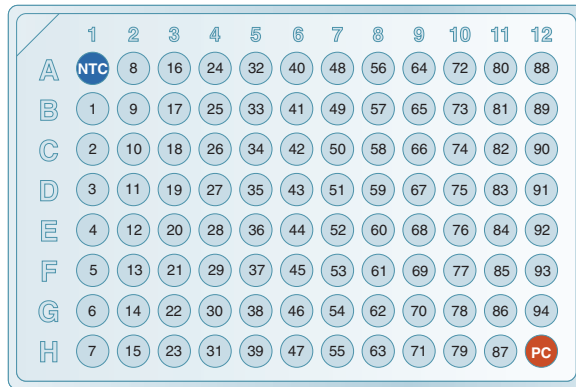 1 2 3 4 5 6 7 8 9 10 11 12
A NTC 8 16 24 32 40 48 56 64 72 80 88
B 1 9 17 25 33 41 49 57 65 73 81 89
C 2 10 18 26 34 42 50 58 66 74 82 90
D 3 11 19 27 35 43 51 59 67 75 83 91
E 4 12 20 28 36 44 52 60 68 76 84 92
F 5 13 21 29 37 45 53 61 69 77 85 93
G 6 14 22 30 38 46 54 62 70 78 86 94
H 7 15 23 31 39 47 55 63 71 79 87 PC